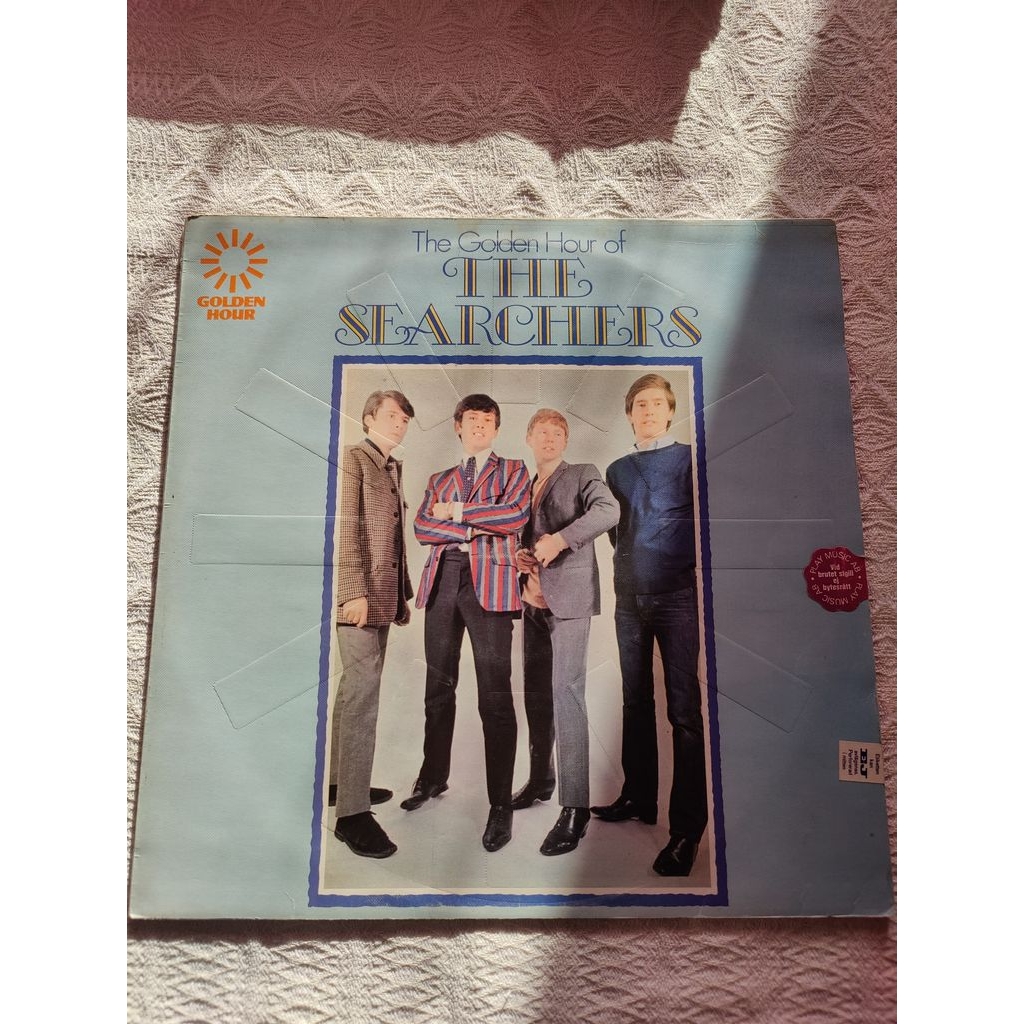 The Golden Hour of
THE
SEARCHERS
GOLDEN
HOUR
PLAY MUSIC AB • PLAY MUSIC AB •
Vid
brutet sigill
ej
bytesrätt
EJ